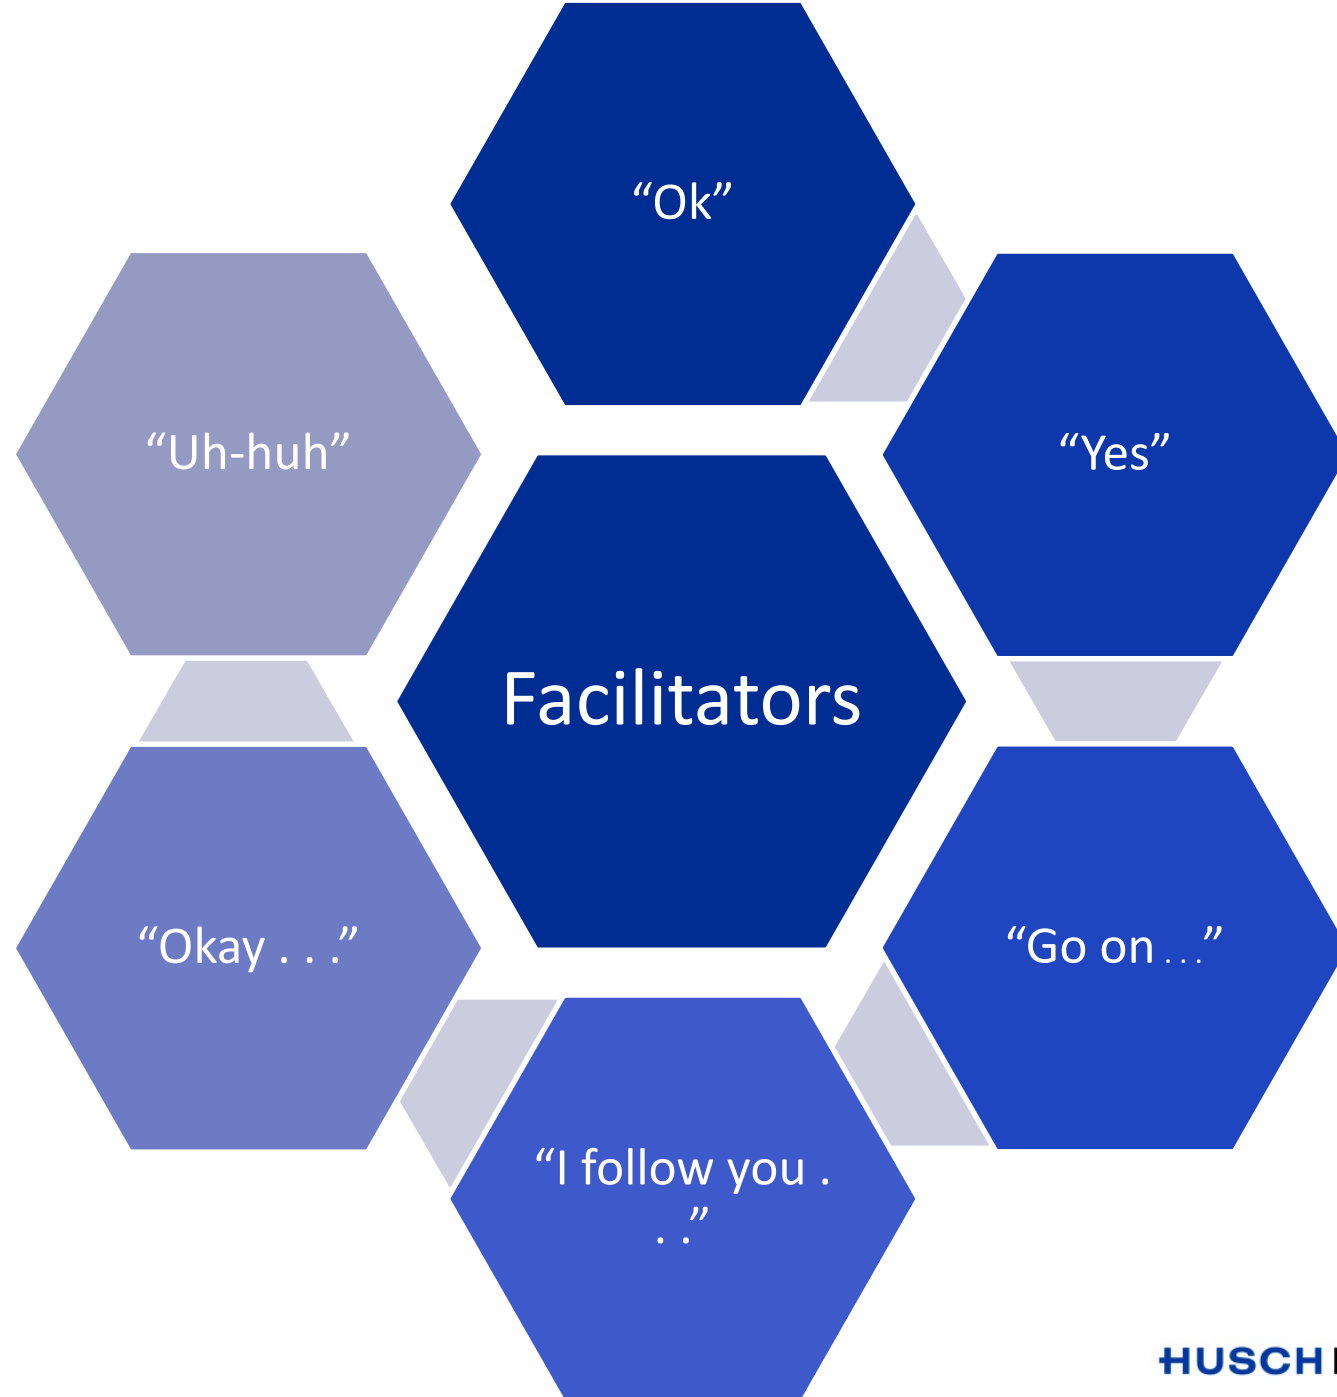 “Ok”
“Uh-huh”
“Yes”
Facilitators
“Okay . . .”
“Go on . . .”
“I follow you .
. .”
HUSCH